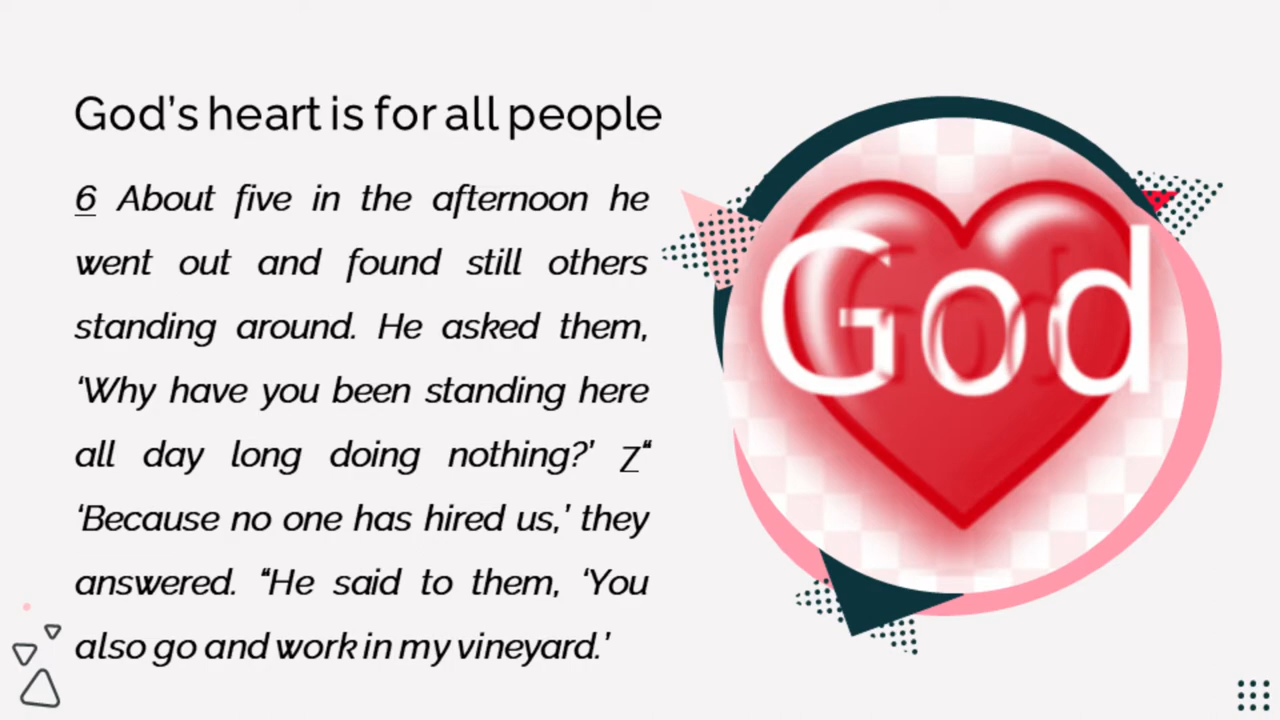 God’s heart is for all people
6 About five in the afternoon he
went out and found still others
standing around. He asked them,
‘Why have you been standing here
all day long doing nothing?’ 7“
‘Because no one has hired us,’ they
answered. “He said to them, ‘You
also go and work in my vineyard.’
God